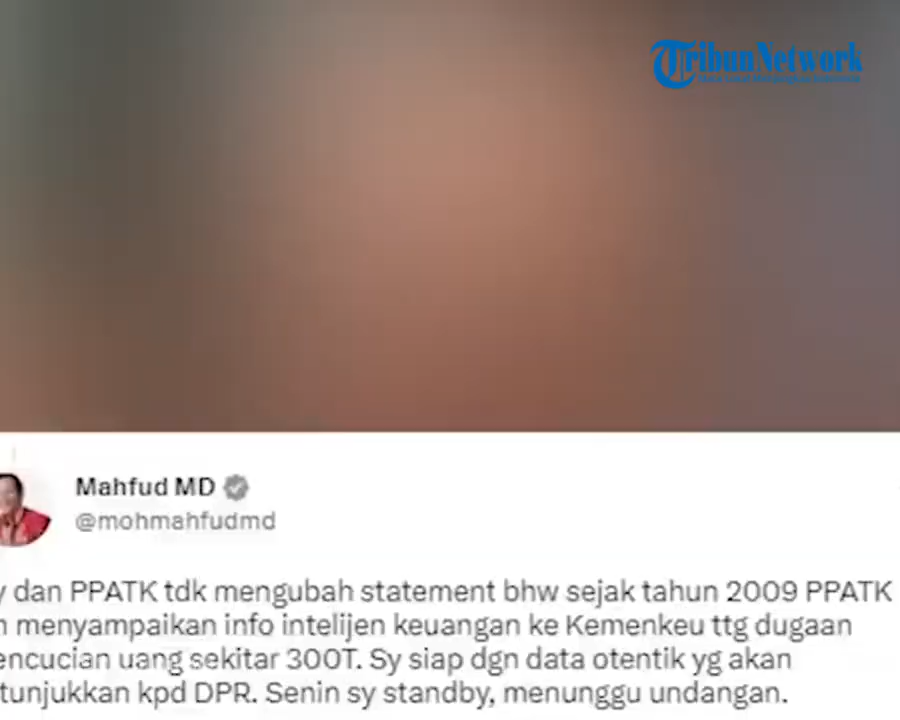 TribunNetwork
Mahfud MD
@mohmahfudmd
dan PPATK tdk mengubah statement bhw sejak tahun 2009 PPATK
menyampaikan info intelijen keuangan ke Kemenkeu ttg dugaan
encucian uang sekitar 300T. Sy siap dgn data otentik yg akan
tunjukkan kpd DPR. Senin sy standby, menunggu undangan.